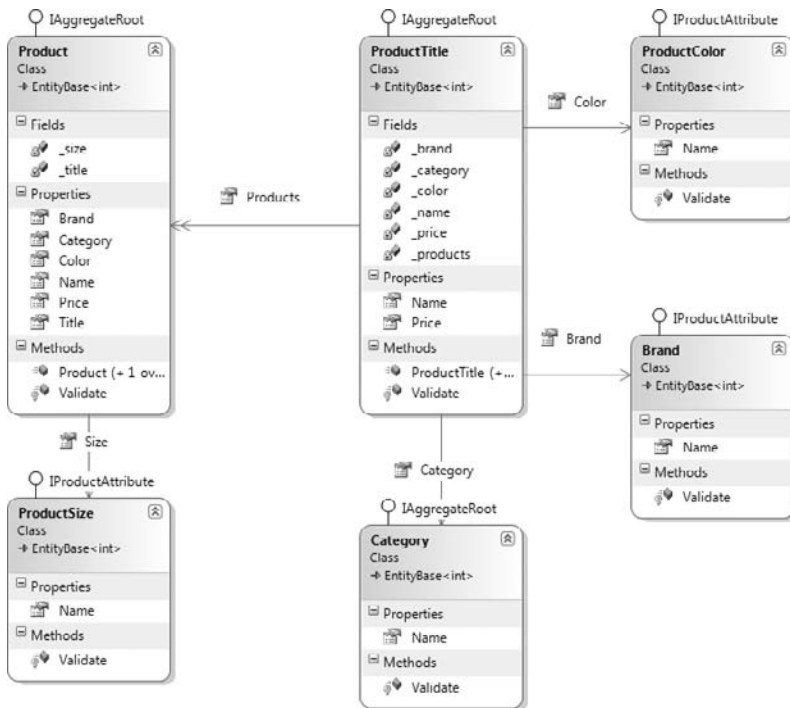 IAggregateRoot
Product
Class
EntityBase<int>
Fields
_size
_title
Properties
Brand
Category
Color
Name
Price
Title
Methods
Product (+ 1 ov...
Validate
Products
IAggregateRoot
ProductTitle
Class
EntityBase<int>
Fields
_brand
_category
_color
_name
_price
_products
Properties
Name
Price
Methods
ProductTitle (+...
Validate
Color
IProductAttribute
ProductColor
Class
EntityBase<int>
Properties
Name
Methods
Validate
Brand
IProductAttribute
Brand
Class
EntityBase<int>
Properties
Name
Methods
Validate
Size
IProductAttribute
ProductSize
Class
EntityBase<int>
Properties
Name
Methods
Validate
Category
IAggregateRoot
Category
Class
EntityBase<int>
Properties
Name
Methods
Validate